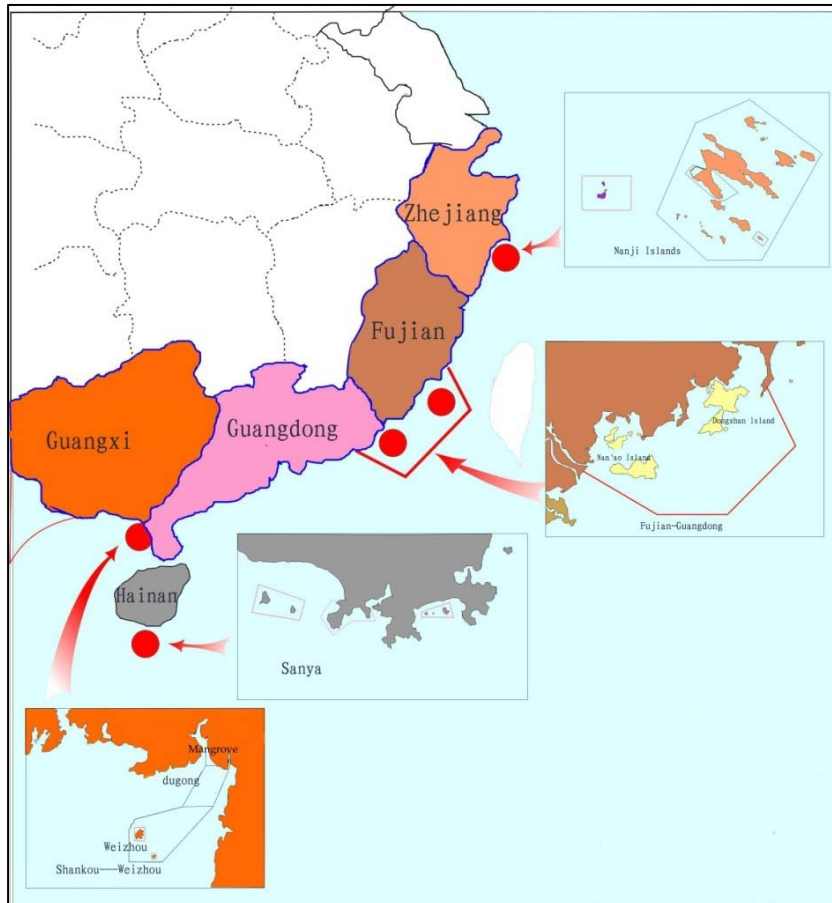 Zhejiang
Nanji Islands
Fujian
Dongshan Island
Guangdong
Guangxi
Nan'ao Island
Fujian-Guangdong
Hainan
Sanya
Mangrove
dugong
Weizhou
Shankou---Weizhou